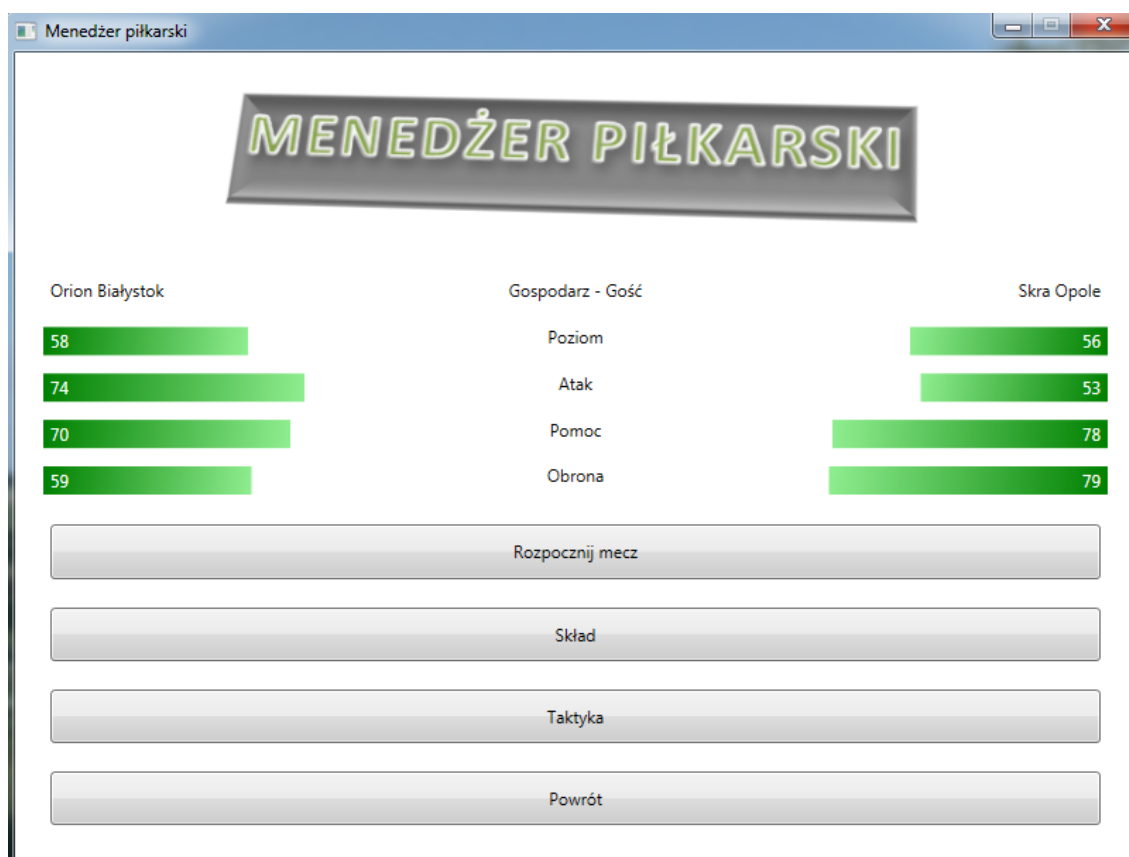 Menedżer piłkarski
MENEDŻER PIŁKARSKI
Orion Białystok Gospodarz - Gość Skra Opole
58 Poziom 56
74 Atak 53
70 Pomoc 78
59 Obrona 79
Rozpocznij mecz
Skład
Taktyka
Powrót